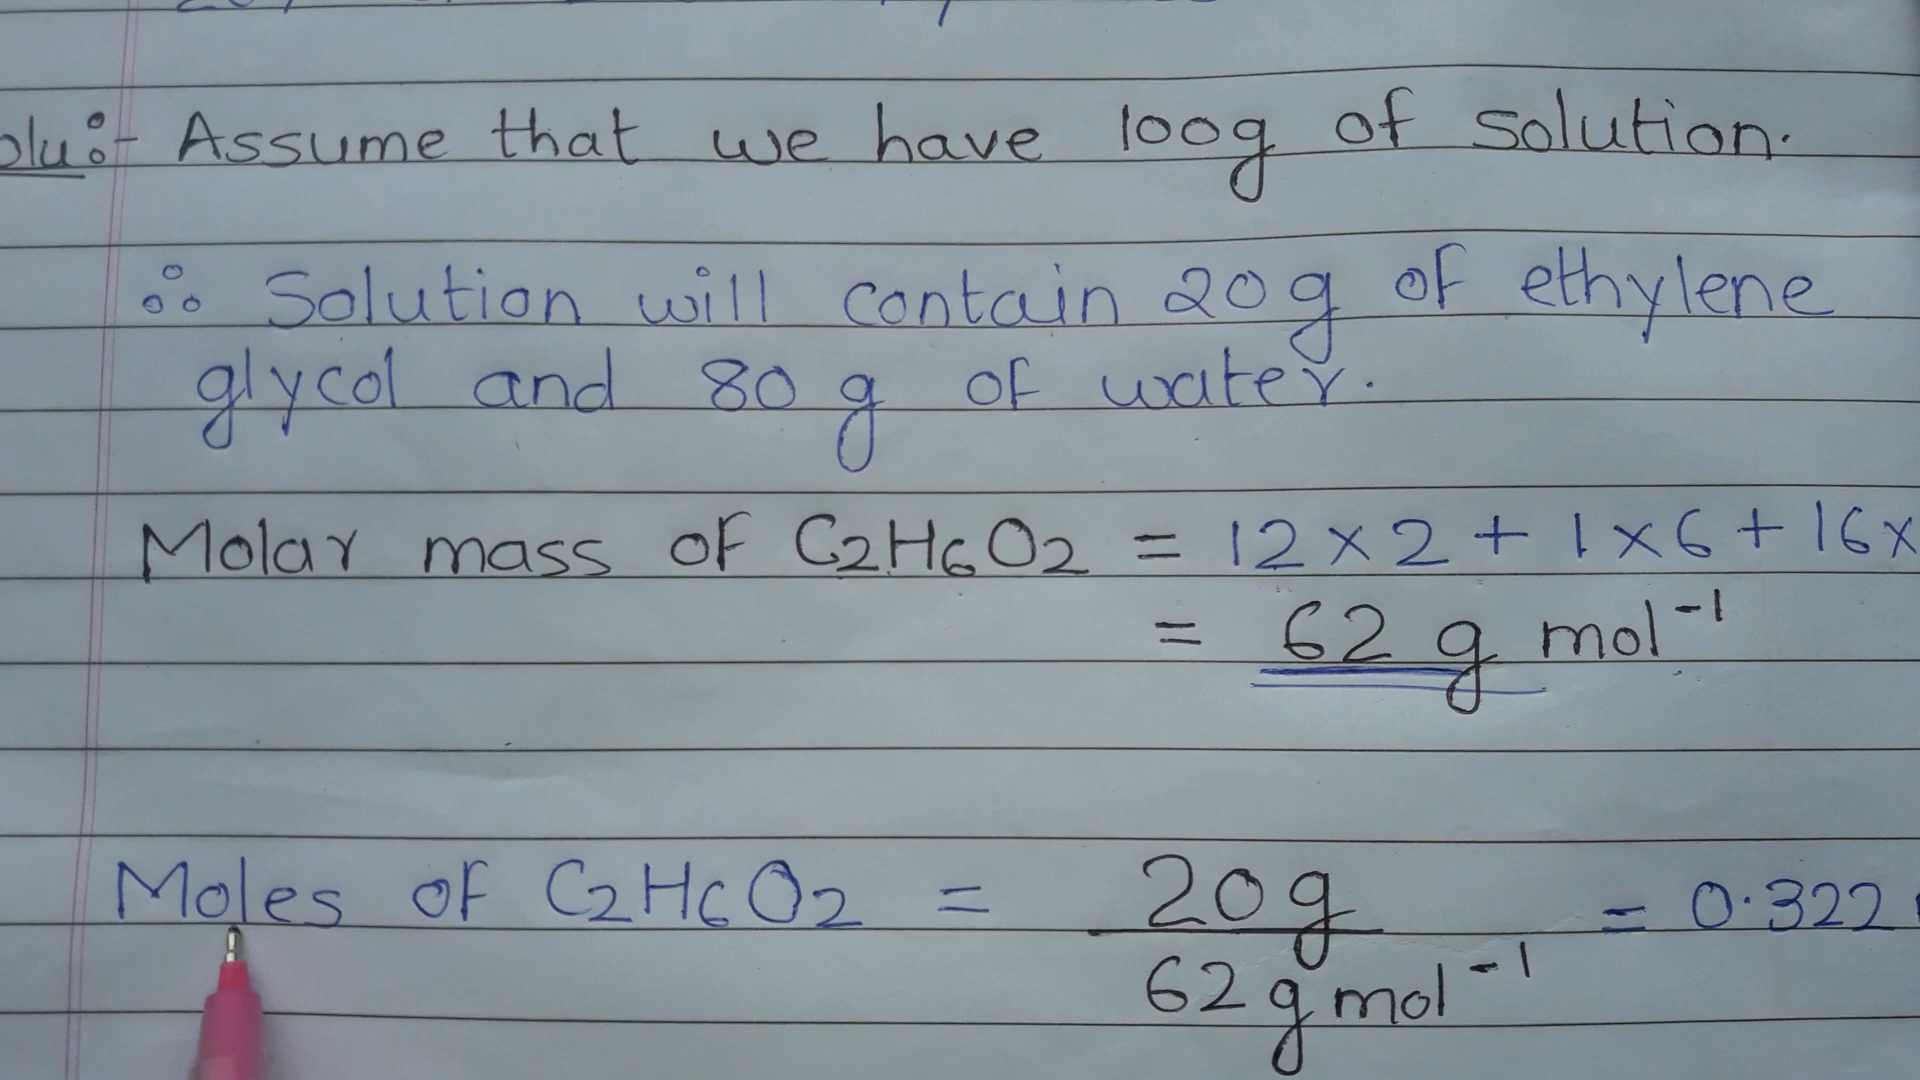 olu:- Assume that we have 100g of solution.
∴ Solution will contain 20g of ethylene
glycol and 80 g of water.
Molar mass of C2H6O2 = 12 × 2 + 1 × 6 + 16 ×
= 62 g mol⁻¹
Moles of C2H6O2 = 20g / 62 g mol⁻¹ = 0.322